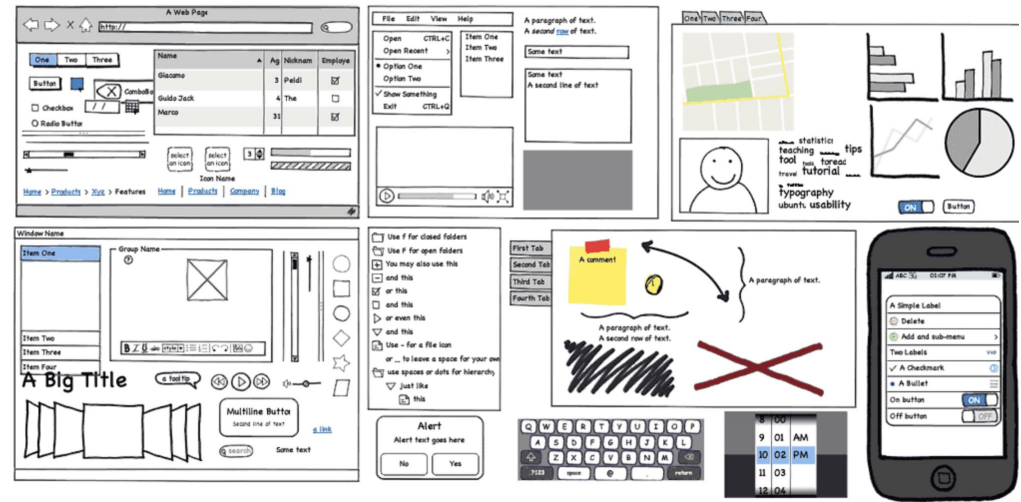 A Web Page
http://
One Two Three
Button
ComboBo
Checkbox
/ /
Radio Butto
Name Ag Nicknam Employe
Giacomo 3 Peldi
Guido Jack 4 The
Marco 31
select an icon
select an icon
3
Icon Name
Home > Products > Xyz > Features
Home Products Company Blog
File Edit View Help
Open CTRL+C
Open Recent >
Option One
Option Two
Show Something
Exit CTRL+Q
Item One
Item Two
Item Three
A paragraph of text.
A second row of text.
Some text
Some text
A second line of text
One Two Three Four
statistics
teaching tips
tool toread
travel tutorial
typography
ubuntu usability
ON
Button
Window Name
Item One
Item Two
Item Three
Item Four
Group Name
?
B I U abc style
A Big Title
a tooltip
Multiline Butto
Second line of text
a link
search
Some text
Use f for closed folders
Use F for open folders
You may also use this
and this
or this
and this
or even this
and this
Use - for a file icon
or _ to leave a space for your own
use spaces or dots for hierarchy
just like
this
Alert
Alert text goes here
No Yes
First Tab
Second Tab
Third Tab
Fourth Tab
A comment
A paragraph of text.
A paragraph of text.
A second row of text.
Q W E R T Y U I O P
A S D F G H J K L
Z X C V B N M
.?123 space @ . return
8 00
9 01 AM
10 02 PM
11 03
12 04
ABC 3G 01:07 PM
A Simple Label
Delete
Add and sub-menu >
Two Labels
A Checkmark
A Bullet
On button ON
Off button OFF